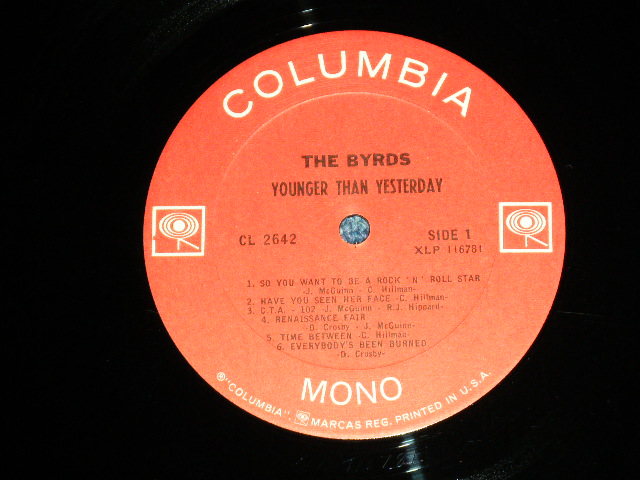 COLUMBIA
THE BYRDS
YOUNGER THAN YESTERDAY
CL 2642
SIDE 1
XLP 116781
1. SO YOU WANT TO BE A ROCK 'N' ROLL STAR
-J. McGuinn - C. Hillman-
2. HAVE YOU SEEN HER FACE -C. Hillman-
3. C.T.A. - 102 -J. McGuinn - R.J. Hippard-
4. RENAISSANCE FAIR
-D. Crosby - J. McGuinn-
5. TIME BETWEEN -C. Hillman-
6. EVERYBODY'S BEEN BURNED
-D. Crosby-
MONO
®"COLUMBIA", MARCAS REG. PRINTED IN U.S.A.